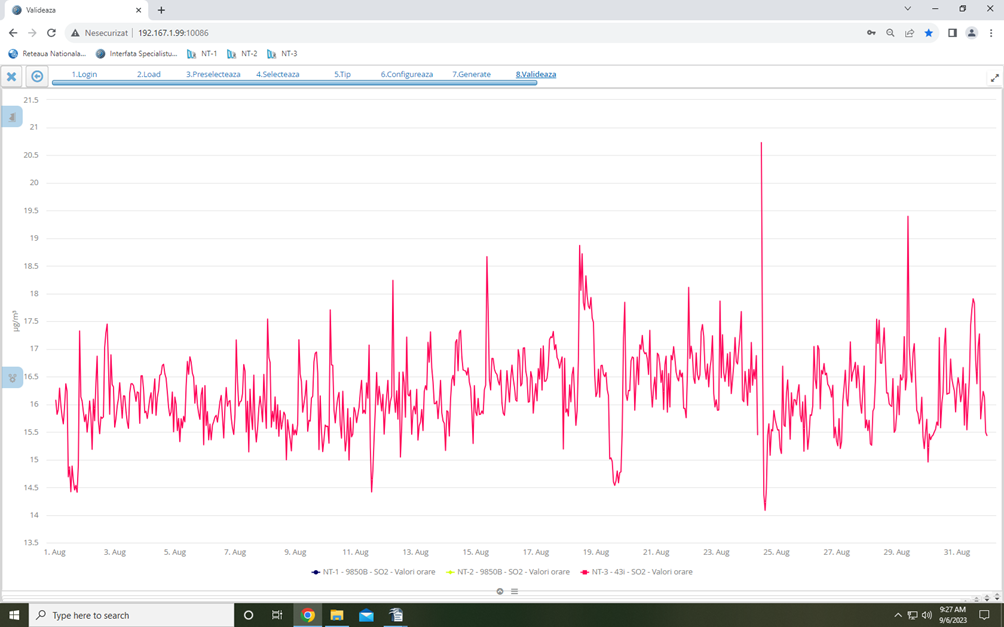 Valideaza
Nesecurizat | 192.167.1.99:10086
Reteaua Nationala... Interfata Specialistu... NT-1 NT-2 NT-3
1.Login 2.Load 3.Preselecteaza 4.Selecteaza 5.Tip 6.Configureaza 7.Generate 8.Valideaza
21.5
21
20.5
20
19.5
19
18.5
18
17.5
µg/m³
17
16.5
16
15.5
15
14.5
14
13.5
1. Aug 3. Aug 5. Aug 7. Aug 9. Aug 11. Aug 13. Aug 15. Aug 17. Aug 19. Aug 21. Aug 23. Aug 25. Aug 27. Aug 29. Aug 31. Aug
NT-1 - 9850B - SO2 - Valori orare NT-2 - 9850B - SO2 - Valori orare NT-3 - 43i - SO2 - Valori orare
Type here to search
9:27 AM
9/6/2023